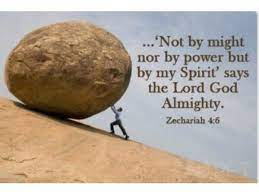 ...‘Not by might
nor by power but
by my Spirit’ says
the Lord God
Almighty.
Zechariah 4:6